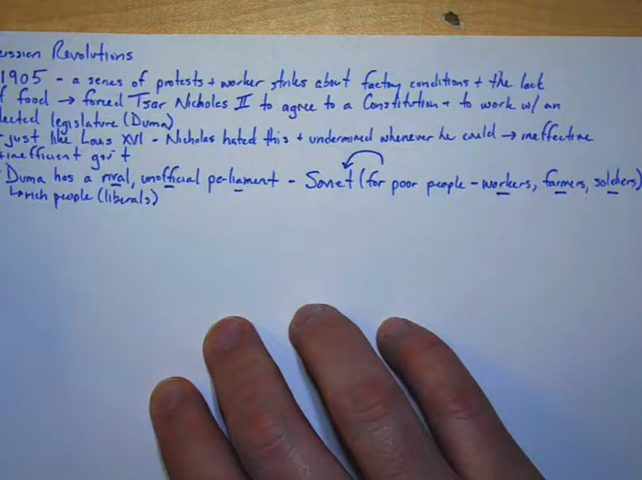 ussian Revolutions
1905 - a series of protests + worker strikes about factory conditions + the lack
f food → forced Tsar Nicholas II to agree to a Constitution + to work w/ an
lected legislature (Duma)
just like Louis XVI - Nicholas hated this + undermined whenever he could → ineffective
+ inefficient gov't
Duma has a rival, unofficial parliament - Soviet (for poor people - workers, farmers, soldiers)
↳ rich people (liberals)